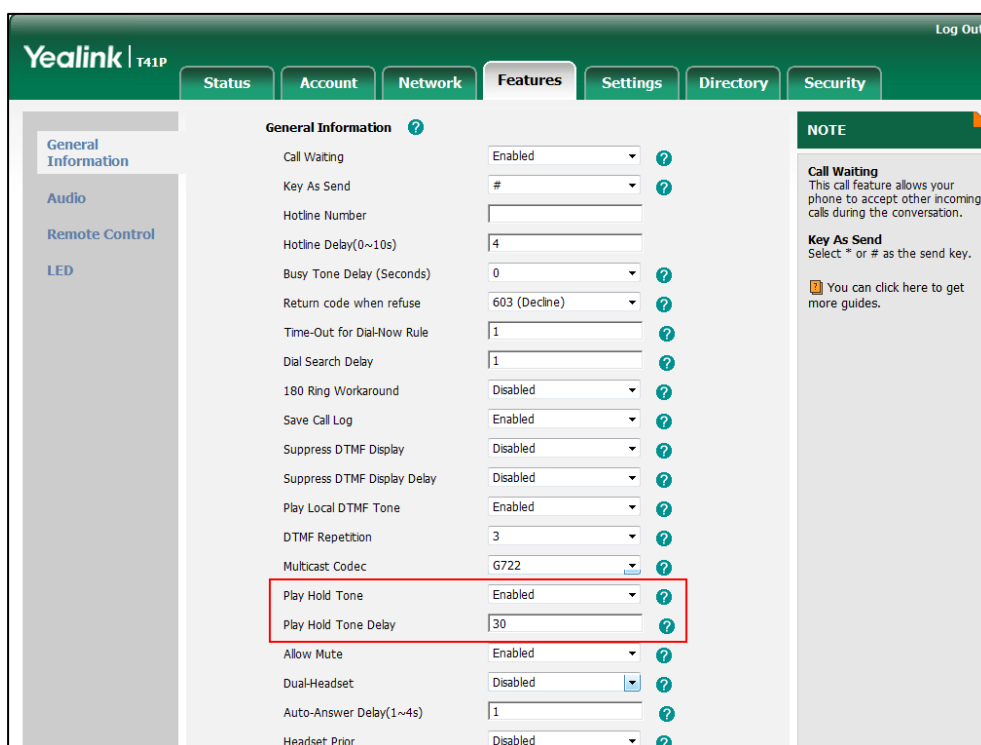 Log Out
Yealink T41P
Status Account Network Features Settings Directory Security
General Information
Audio
Remote Control
LED
General Information ?
Call Waiting Enabled ?
Key As Send # ?
Hotline Number
Hotline Delay(0~10s) 4
Busy Tone Delay (Seconds) 0 ?
Return code when refuse 603 (Decline) ?
Time-Out for Dial-Now Rule 1 ?
Dial Search Delay 1 ?
180 Ring Workaround Disabled ?
Save Call Log Enabled ?
Suppress DTMF Display Disabled ?
Suppress DTMF Display Delay Disabled ?
Play Local DTMF Tone Enabled ?
DTMF Repetition 3 ?
Multicast Codec G722 ?
Play Hold Tone Enabled ?
Play Hold Tone Delay 30 ?
Allow Mute Enabled ?
Dual-Headset Disabled ?
Auto-Answer Delay(1~4s) 1 ?
Headset Prior Disabled ?
NOTE
Call Waiting
This call feature allows your
phone to accept other incoming
calls during the conversation.
Key As Send
Select * or # as the send key.
? You can click here to get
more guides.